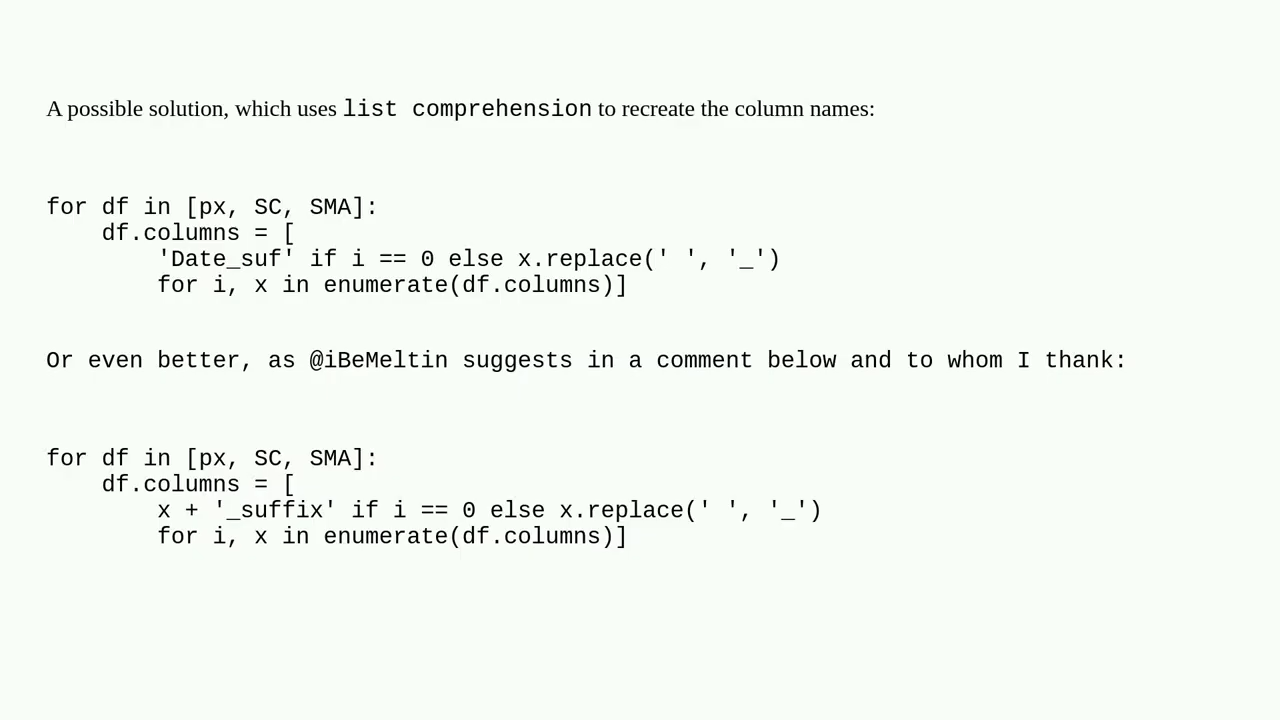 A possible solution, which uses list comprehension to recreate the column names:
for df in [px, SC, SMA]:
    df.columns = [
        'Date_suf' if i == 0 else x.replace(' ', '_')
        for i, x in enumerate(df.columns)]
Or even better, as @iBeMeltin suggests in a comment below and to whom I thank:
for df in [px, SC, SMA]:
    df.columns = [
        x + '_suffix' if i == 0 else x.replace(' ', '_')
        for i, x in enumerate(df.columns)]